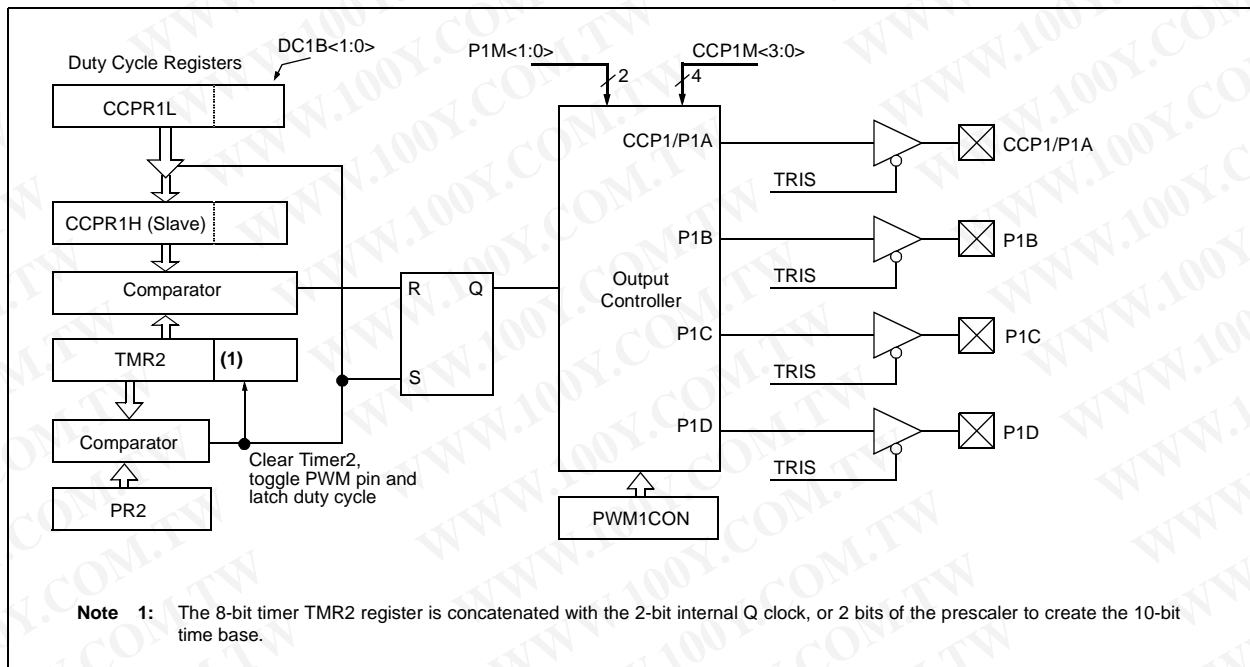 DC1B<1:0>
Duty Cycle Registers
CCPR1L
CCPR1H (Slave)
Comparator
TMR2
(1)
Comparator
PR2
Clear Timer2,
toggle PWM pin and
latch duty cycle
R
Q
S
P1M<1:0>
2
CCP1M<3:0>
4
Output
Controller
CCP1/P1A
P1B
P1C
P1D
PWM1CON
TRIS
CCP1/P1A
TRIS
P1B
TRIS
P1C
TRIS
P1D
Note 1: The 8-bit timer TMR2 register is concatenated with the 2-bit internal Q clock, or 2 bits of the prescaler to create the 10-bit
time base.
WWW.100Y.COM.TW